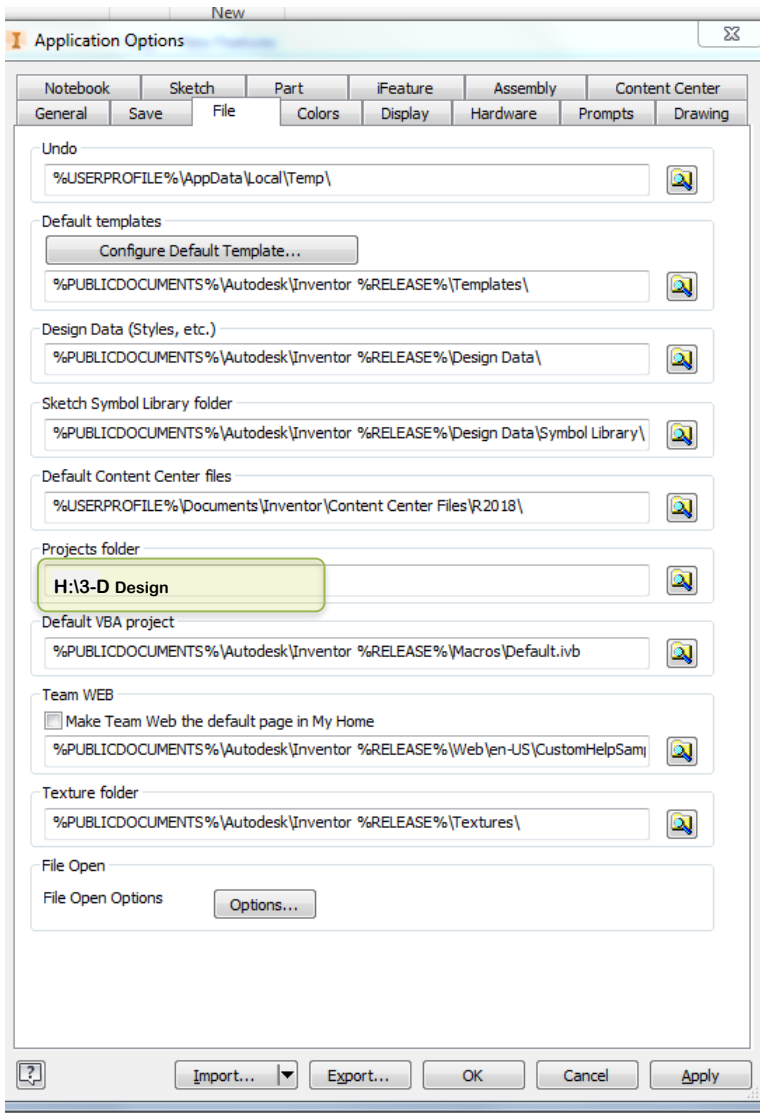 New
Application Options
Notebook Sketch Part iFeature Assembly Content Center
General Save File Colors Display Hardware Prompts Drawing
Undo
%USERPROFILE%\AppData\Local\Temp\
Default templates
Configure Default Template...
%PUBLICDOCUMENTS%\Autodesk\Inventor %RELEASE%\Templates\
Design Data (Styles, etc.)
%PUBLICDOCUMENTS%\Autodesk\Inventor %RELEASE%\Design Data\
Sketch Symbol Library folder
%PUBLICDOCUMENTS%\Autodesk\Inventor %RELEASE%\Design Data\Symbol Library\
Default Content Center files
%USERPROFILE%\Documents\Inventor\Content Center Files\R2018\
Projects folder
H:\3-D Design
Default VBA project
%PUBLICDOCUMENTS%\Autodesk\Inventor %RELEASE%\Macros\Default.ivb
Team WEB
Make Team Web the default page in My Home
%PUBLICDOCUMENTS%\Autodesk\Inventor %RELEASE%\Web\en-US\CustomHelpSam
Texture folder
%PUBLICDOCUMENTS%\Autodesk\Inventor %RELEASE%\Textures\
File Open
File Open Options Options...
Import... Export... OK Cancel Apply